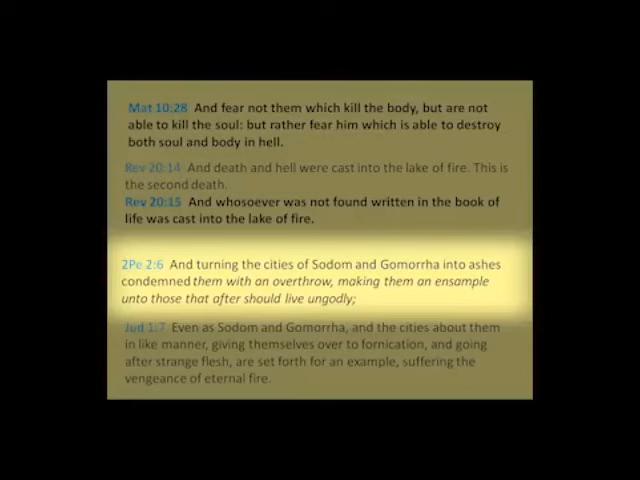 Mat 10:28 And fear not them which kill the body, but are not
able to kill the soul: but rather fear him which is able to destroy
both soul and body in hell.
Rev 20:14 And death and hell were cast into the lake of fire. This is
the second death.
Rev 20:15 And whosoever was not found written in the book of
life was cast into the lake of fire.
2Pe 2:6 And turning the cities of Sodom and Gomorrha into ashes
condemned them with an overthrow, making them an ensample
unto those that after should live ungodly;
Jud 1:7 Even as Sodom and Gomorrha, and the cities about them
in like manner, giving themselves over to fornication, and going
after strange flesh, are set forth for an example, suffering the
vengeance of eternal fire.